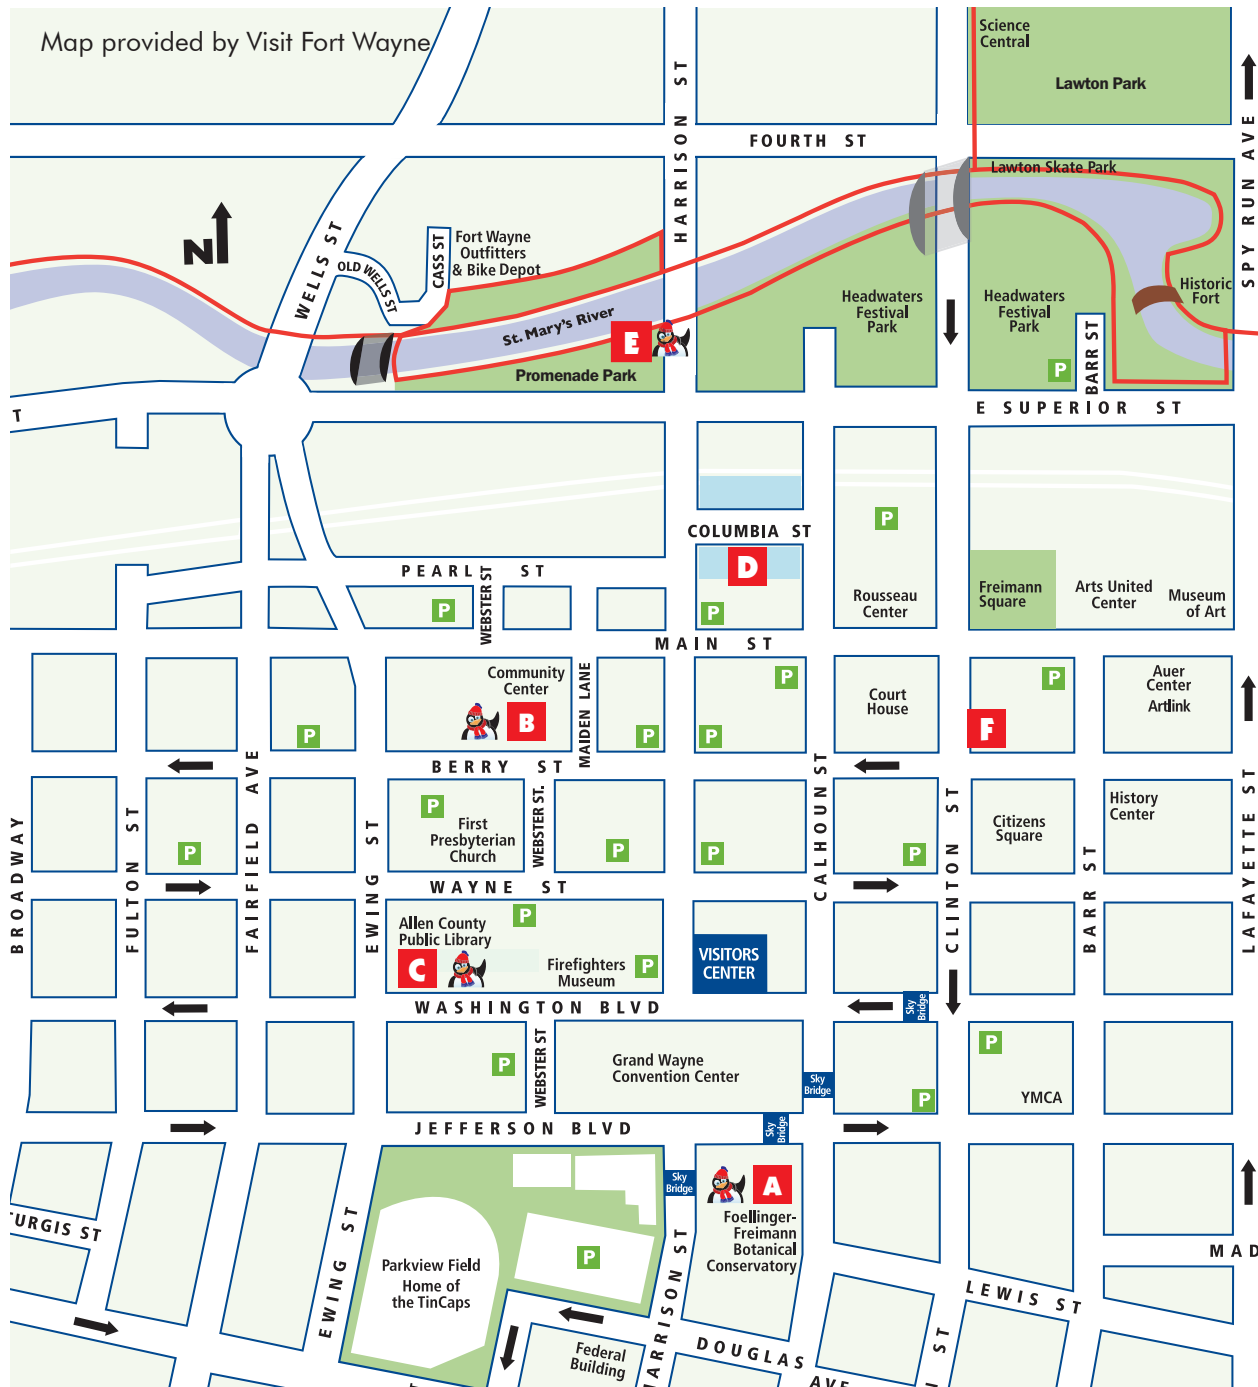 Map provided by Visit Fort Wayne
Science
Central
Lawton Park
HARRISON ST
FOURTH ST
SPY RUN AVE
Lawton Skate Park
N
WELLS ST
OLD WELLS ST
CASS ST
Fort Wayne
Outfitters
& Bike Depot
St. Mary's River
E
Promenade Park
Headwaters
Festival
Park
Headwaters
Festival
Park
Historic
Fort
P
BARR ST
T
E SUPERIOR ST
P
COLUMBIA ST
D
PEARL ST
P
WEBSTER ST
P
Rousseau
Center
Freimann
Square
Arts United
Center
Museum
of Art
MAIN ST
Community
Center
B
MAIDEN LANE
P
P
P
P
Court
House
P
F
Auer
Center
Artlink
BERRY ST
BROADWAY
FULTON ST
FAIRFIELD AVE
EWING ST
P
P
First
Presbyterian
Church
WEBSTER ST.
P
P
CALHOUN ST
P
CLINTON ST
Citizens
Square
BARR ST
History
Center
LAFAYETTE ST
WAYNE ST
Allen County
Public Library
P
C
Firefighters
Museum
P
VISITORS
CENTER
WASHINGTON BLVD
Sky
Bridge
P
WEBSTER ST
Grand Wayne
Convention Center
Sky
Bridge
P
P
YMCA
JEFFERSON BLVD
Sky
Bridge
Sky
Bridge
A
Foellinger-
Freimann
Botanical
Conservatory
TURGIS ST
EWING ST
Parkview Field
Home of
the TinCaps
P
HARRISON ST
MAD
LEWIS ST
Federal
Building
DOUGLAS
AVE
ST